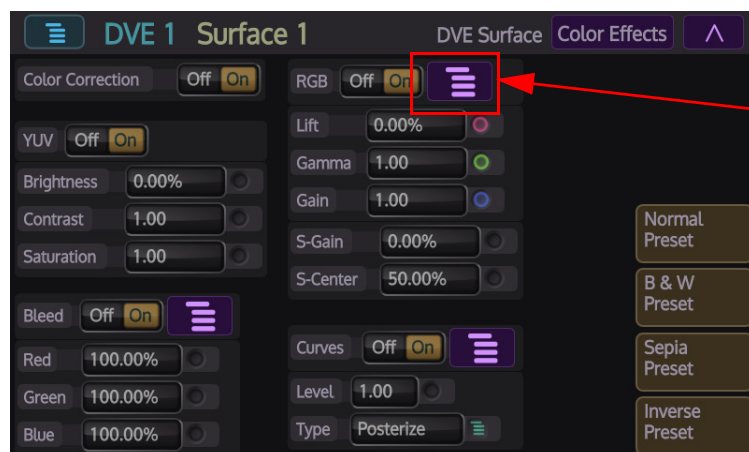 DVE 1 Surface 1 DVE Surface Color Effects
Color Correction Off On
YUV Off On
Brightness 0.00%
Contrast 1.00
Saturation 1.00
Bleed Off On
Red 100.00%
Green 100.00%
Blue 100.00%
RGB Off On
Lift 0.00%
Gamma 1.00
Gain 1.00
S-Gain 0.00%
S-Center 50.00%
Curves Off On
Level 1.00
Type Posterize
Normal
Preset
B & W
Preset
Sepia
Preset
Inverse
Preset